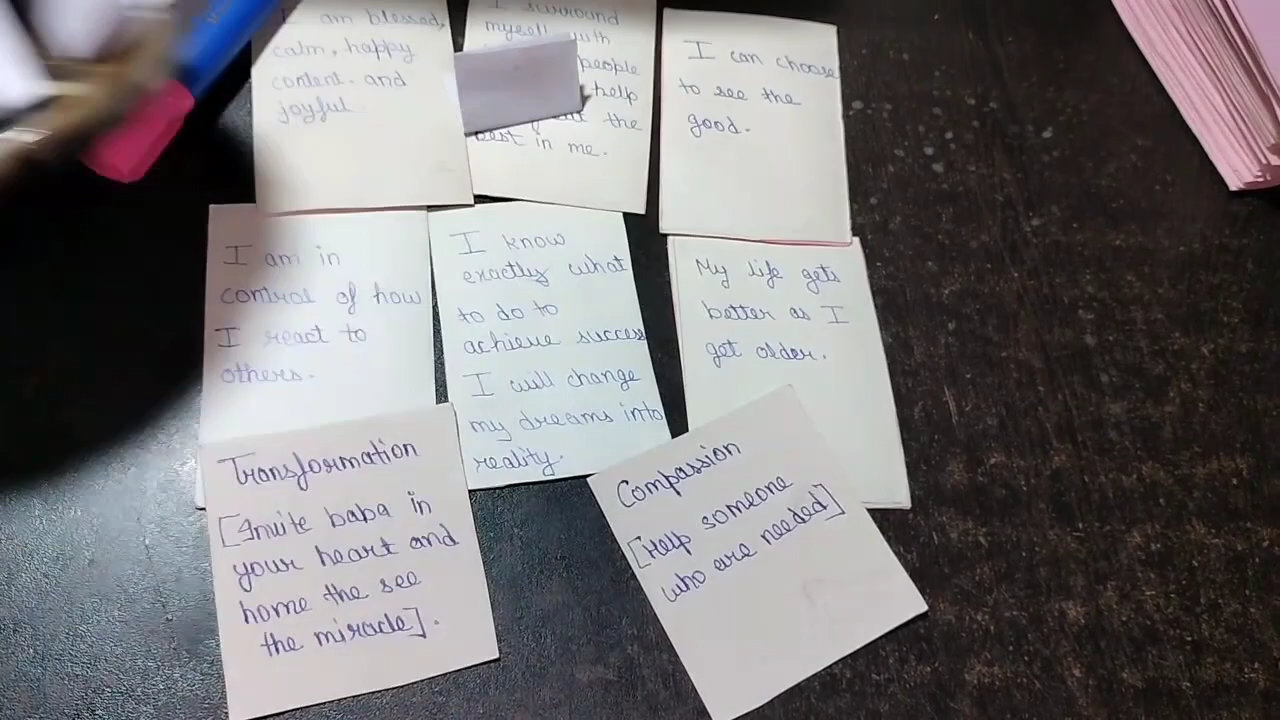 I am blessed,
calm, happy
content. and
joyful.
I surround
myself with
people
help
the
best in me.
I can choose
to see the
good.
I am in
control of how
I react to
others.
I know
exactly what
to do to
achieve success
I will change
my dreams into
reality.
My life gets
better as I
get older.
Transformation
[Invite baba in
your heart and
home the see
the miracle].
Compassion
[Help someone
who are needed]